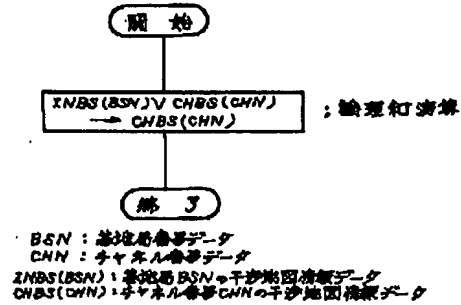 開 始
INBS(BSN)∨CHBS(CHN)
→ CHBS(CHN)
；論理和演算
終 了
BSN：基地局番号データ
CHN：チャネル番号データ
INBS(BSN)：基地局BSNの干渉地図情報データ
CHBS(CHN)：チャネル番号CHNの干渉地図情報データ